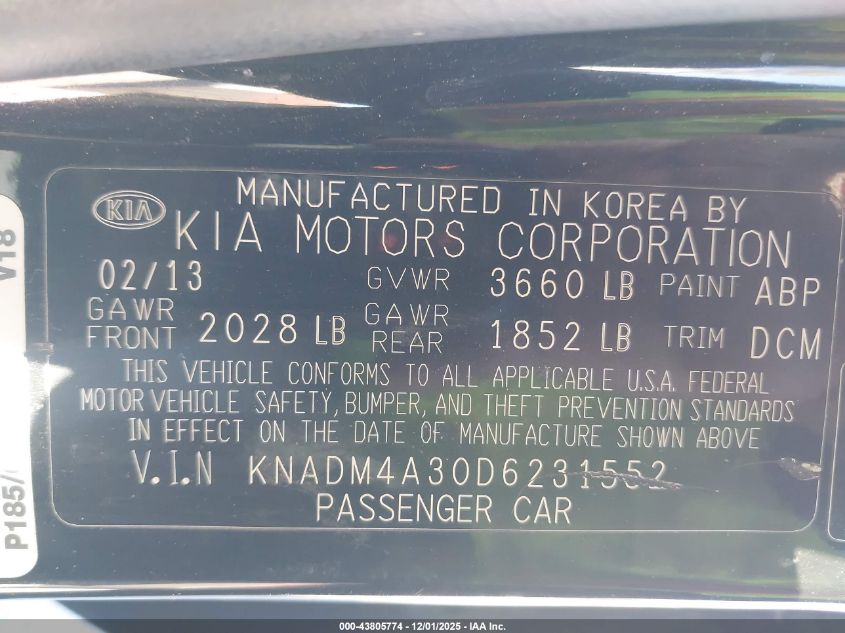 MANUFACTURED IN KOREA BY
KIA
KIA MOTORS CORPORATION
02/13 GVWR 3660 LB PAINT ABP
GAWR FRONT 2028 LB GAWR REAR 1852 LB TRIM DCM
THIS VEHICLE CONFORMS TO ALL APPLICABLE U.S.A. FEDERAL
MOTOR VEHICLE SAFETY, BUMPER, AND THEFT PREVENTION STANDARDS
IN EFFECT ON THE DATE OF MANUFACTURE SHOWN ABOVE
V.I.N KNADM4A30D6231552
PASSENGER CAR
P185/
V18
000-43805774 - 12/01/2025 - IAA Inc.